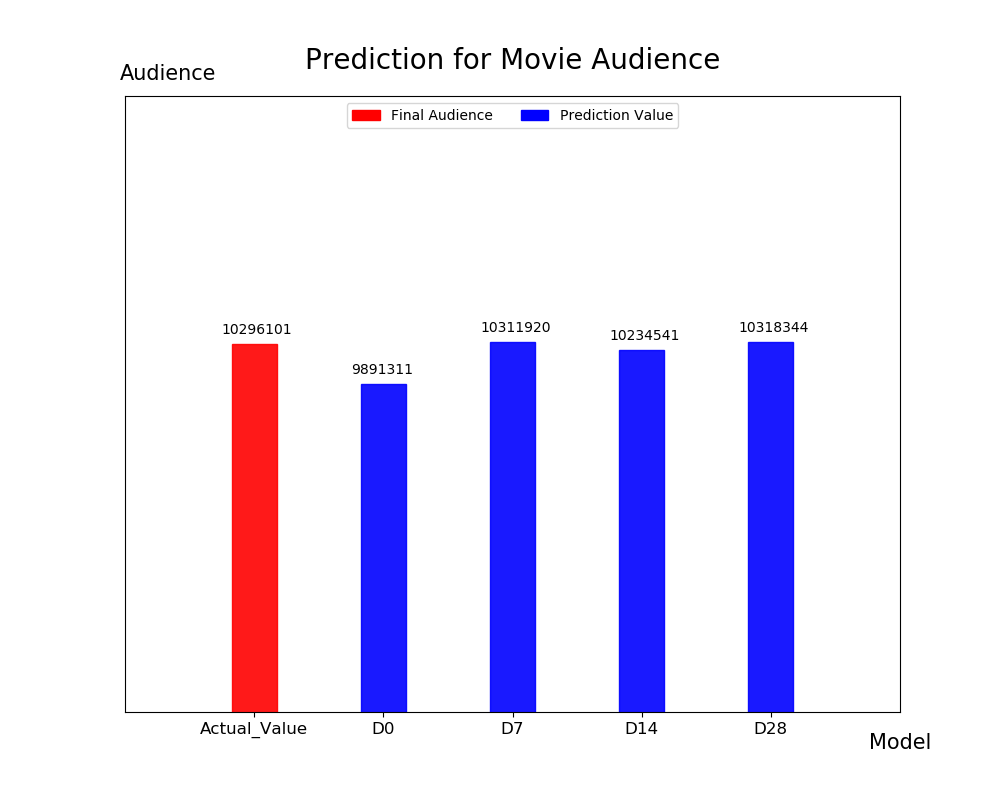 Prediction for Movie Audience
Audience
Final Audience
Prediction Value
10296101
9891311
10311920
10234541
10318344
Actual_Value
D0
D7
D14
D28
Model